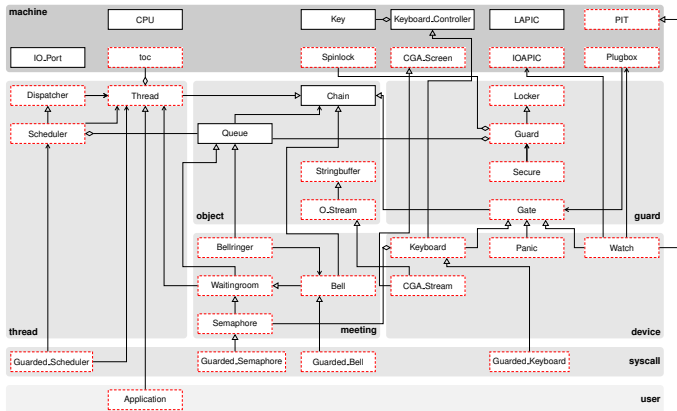 machine
CPU
Key
Keyboard_Controller
LAPIC
PIT
IO_Port
toc
Spinlock
CGA_Screen
IOAPIC
Plugbox
Dispatcher
Thread
Chain
Locker
Scheduler
Queue
Guard
Stringbuffer
Secure
O_Stream
Gate
object
guard
Bellringer
Keyboard
Panic
Watch
Waitingroom
Bell
CGA_Stream
Semaphore
thread
meeting
device
Guarded_Scheduler
Guarded_Semaphore
Guarded_Bell
Guarded_Keyboard
syscall
Application
user